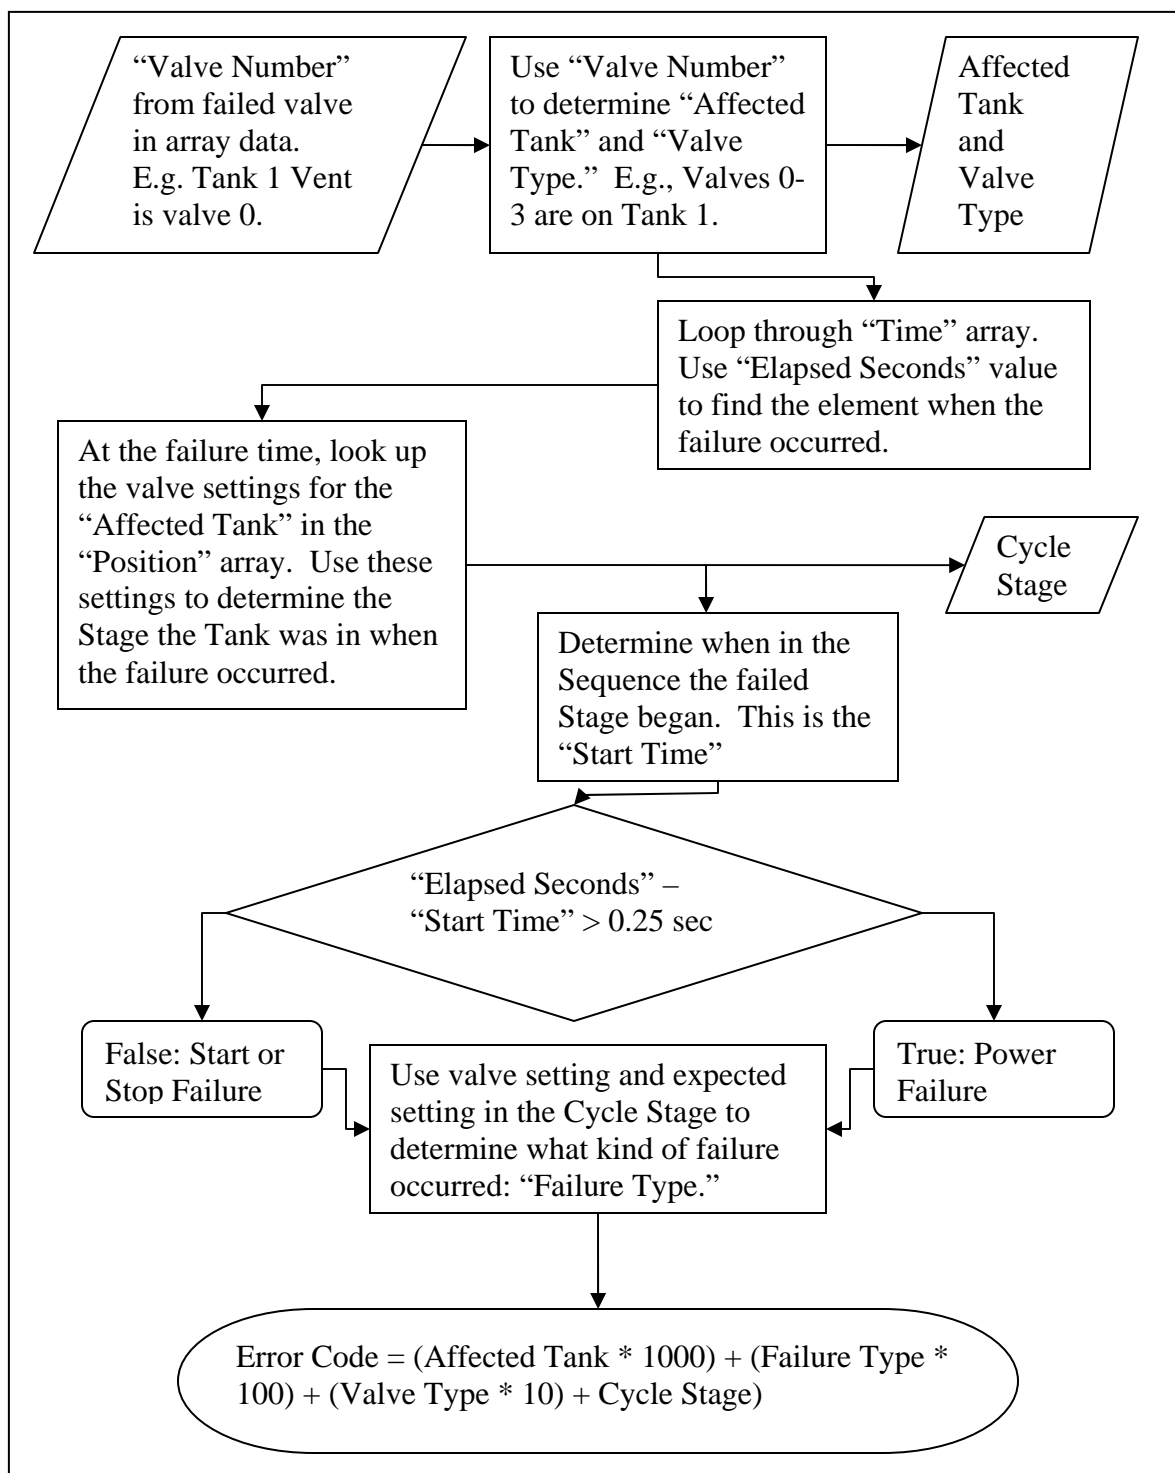 “Valve Number”
from failed valve
in array data.
E.g. Tank 1 Vent
is valve 0.
Use “Valve Number”
to determine “Affected
Tank” and “Valve
Type.”  E.g., Valves 0-
3 are on Tank 1.
Affected
Tank
and
Valve
Type
Loop through “Time” array.
Use “Elapsed Seconds” value
to find the element when the
failure occurred.
At the failure time, look up
the valve settings for the
“Affected Tank” in the
“Position” array.  Use these
settings to determine the
Stage the Tank was in when
the failure occurred.
Cycle
Stage
Determine when in the
Sequence the failed
Stage began.  This is the
“Start Time”
“Elapsed Seconds” –
“Start Time” > 0.25 sec
False: Start or
Stop Failure
True: Power
Failure
Use valve setting and expected
setting in the Cycle Stage to
determine what kind of failure
occurred: “Failure Type.”
Error Code = (Affected Tank * 1000) + (Failure Type *
100) + (Valve Type * 10) + Cycle Stage)